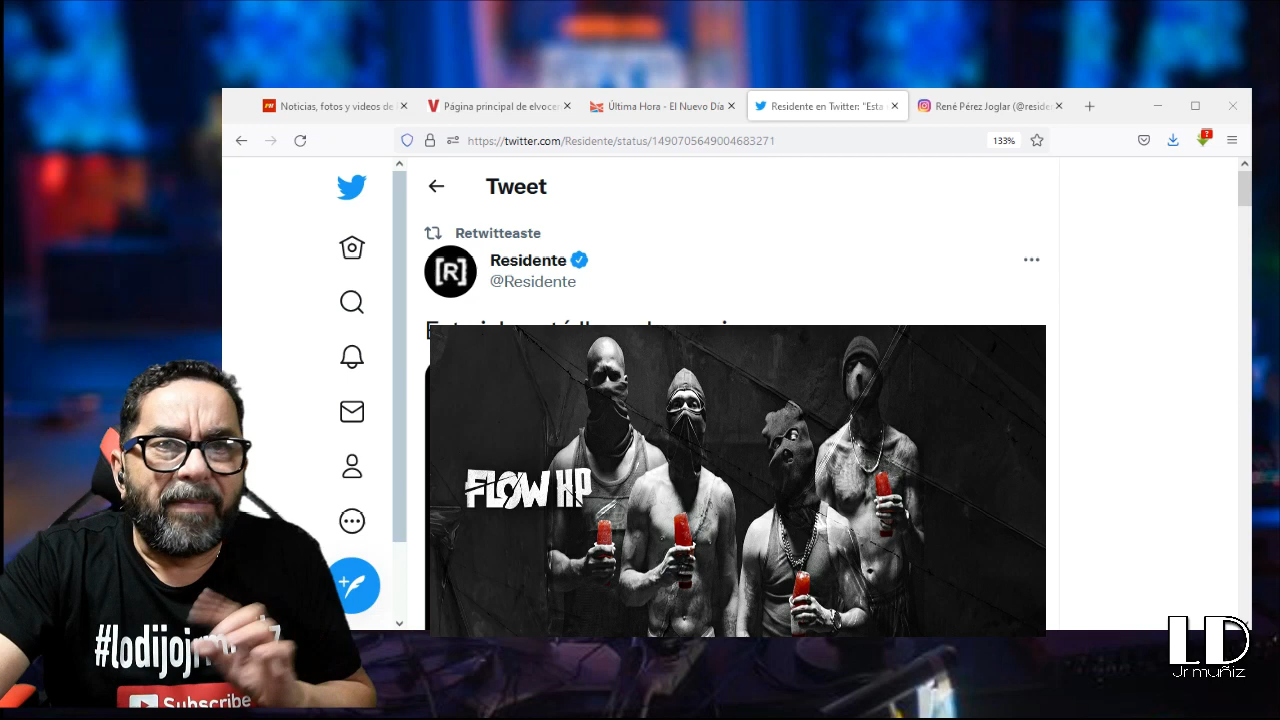 Noticias, fotos y videos de
Página principal de elvocer
Última Hora - El Nuevo Día
Residente en Twitter: "Esta
René Pérez Joglar (@reside
https://twitter.com/Residente/status/1490705649004683271
133%
Tweet
Retwitteaste
[R]
Residente
@Residente
FLOW HP
#lodijojrm
Subscribe
LD
Jr muñiz